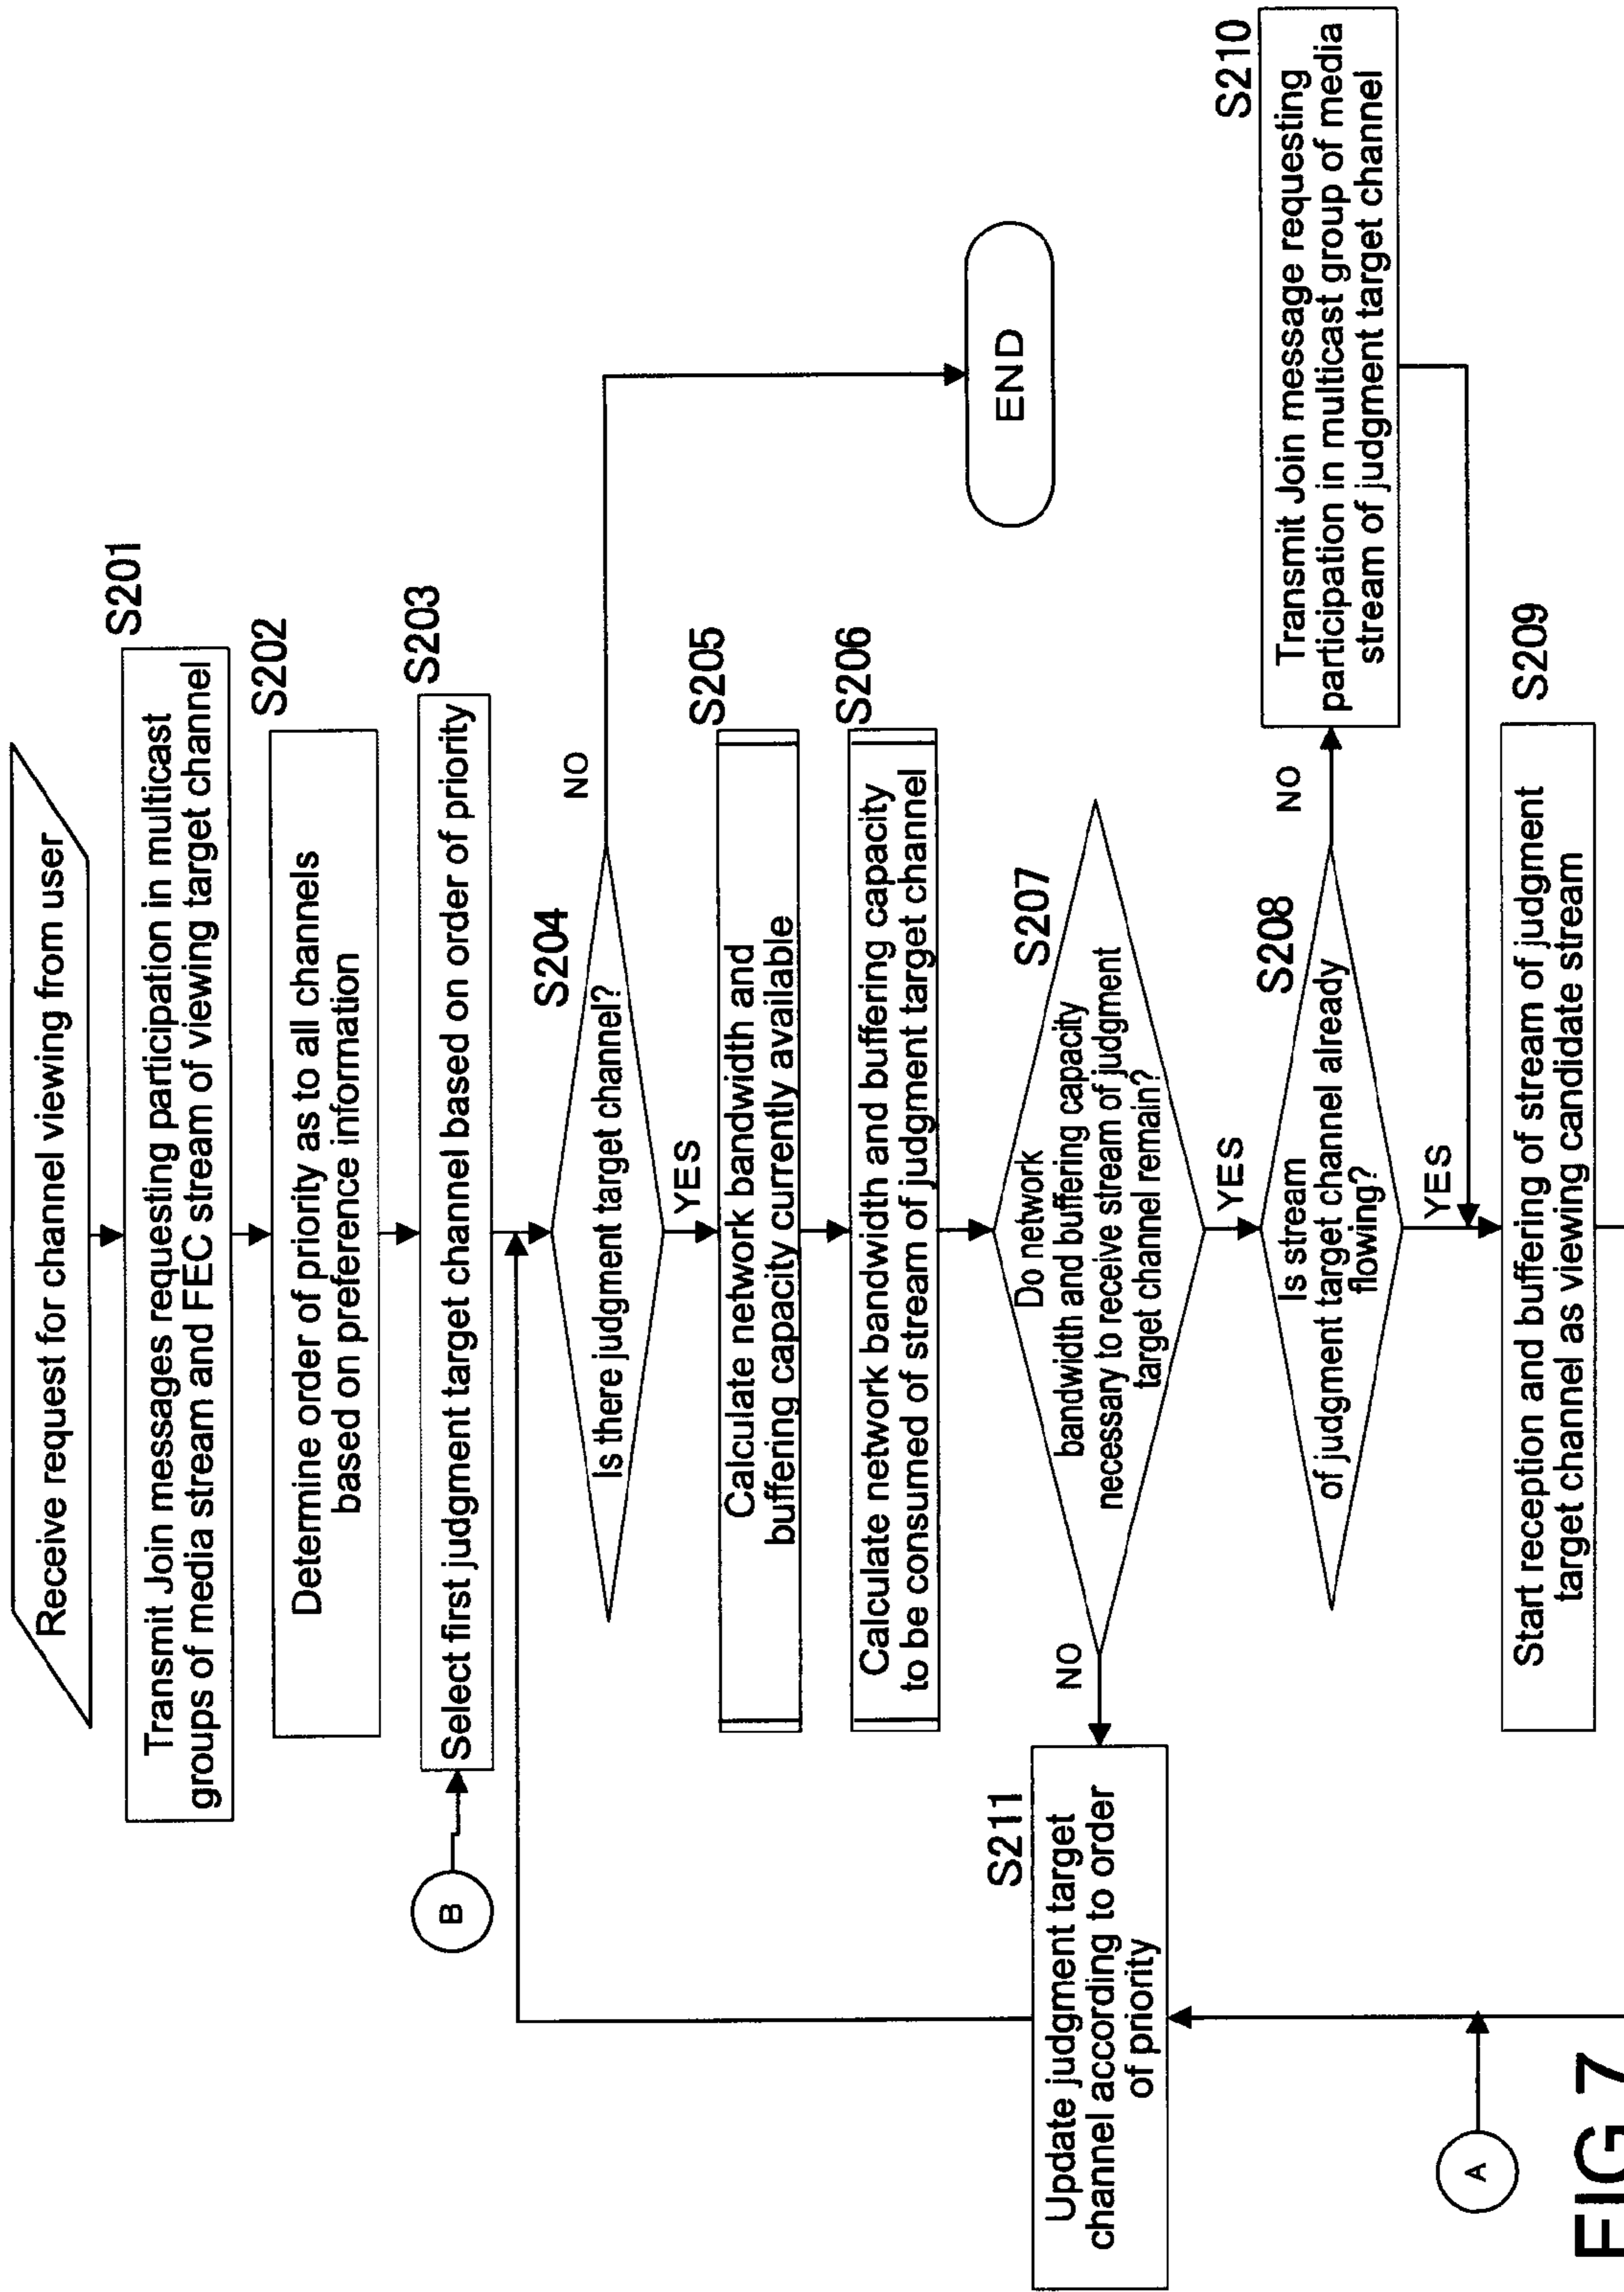 Receive request for channel viewing from user
S201
Transmit Join messages requesting participation in multicast
groups of media stream and FEC stream of viewing target channel
S202
Determine order of priority as to all channels
based on preference information
S203
Select first judgment target channel based on order of priority
B
S204
Is there judgment target channel?
NO
YES
END
S205
Calculate network bandwidth and
buffering capacity currently available
S206
Calculate network bandwidth and buffering capacity
to be consumed of stream of judgment target channel
S207
Do network
bandwidth and buffering capacity
necessary to receive stream of judgment
target channel remain?
NO
YES
S211
Update judgment target
channel according to order
of priority
S208
Is stream
of judgment target channel already
flowing?
NO
YES
S210
Transmit Join message requesting
participation in multicast group of media
stream of judgment target channel
S209
Start reception and buffering of stream of judgment
target channel as viewing candidate stream
A
FIG.7